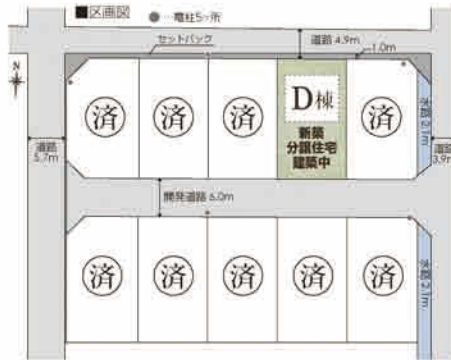 ■区画図 ●…電柱5ヶ所
セットバック
道路 4.9m
1.0m
N
済
済
済
D棟
新築
分譲住宅
建築中
済
水路 2.1m
道路
5.7m
道路
3.9m
開発道路 6.0m
済
済
済
済
済
水路 2.1m